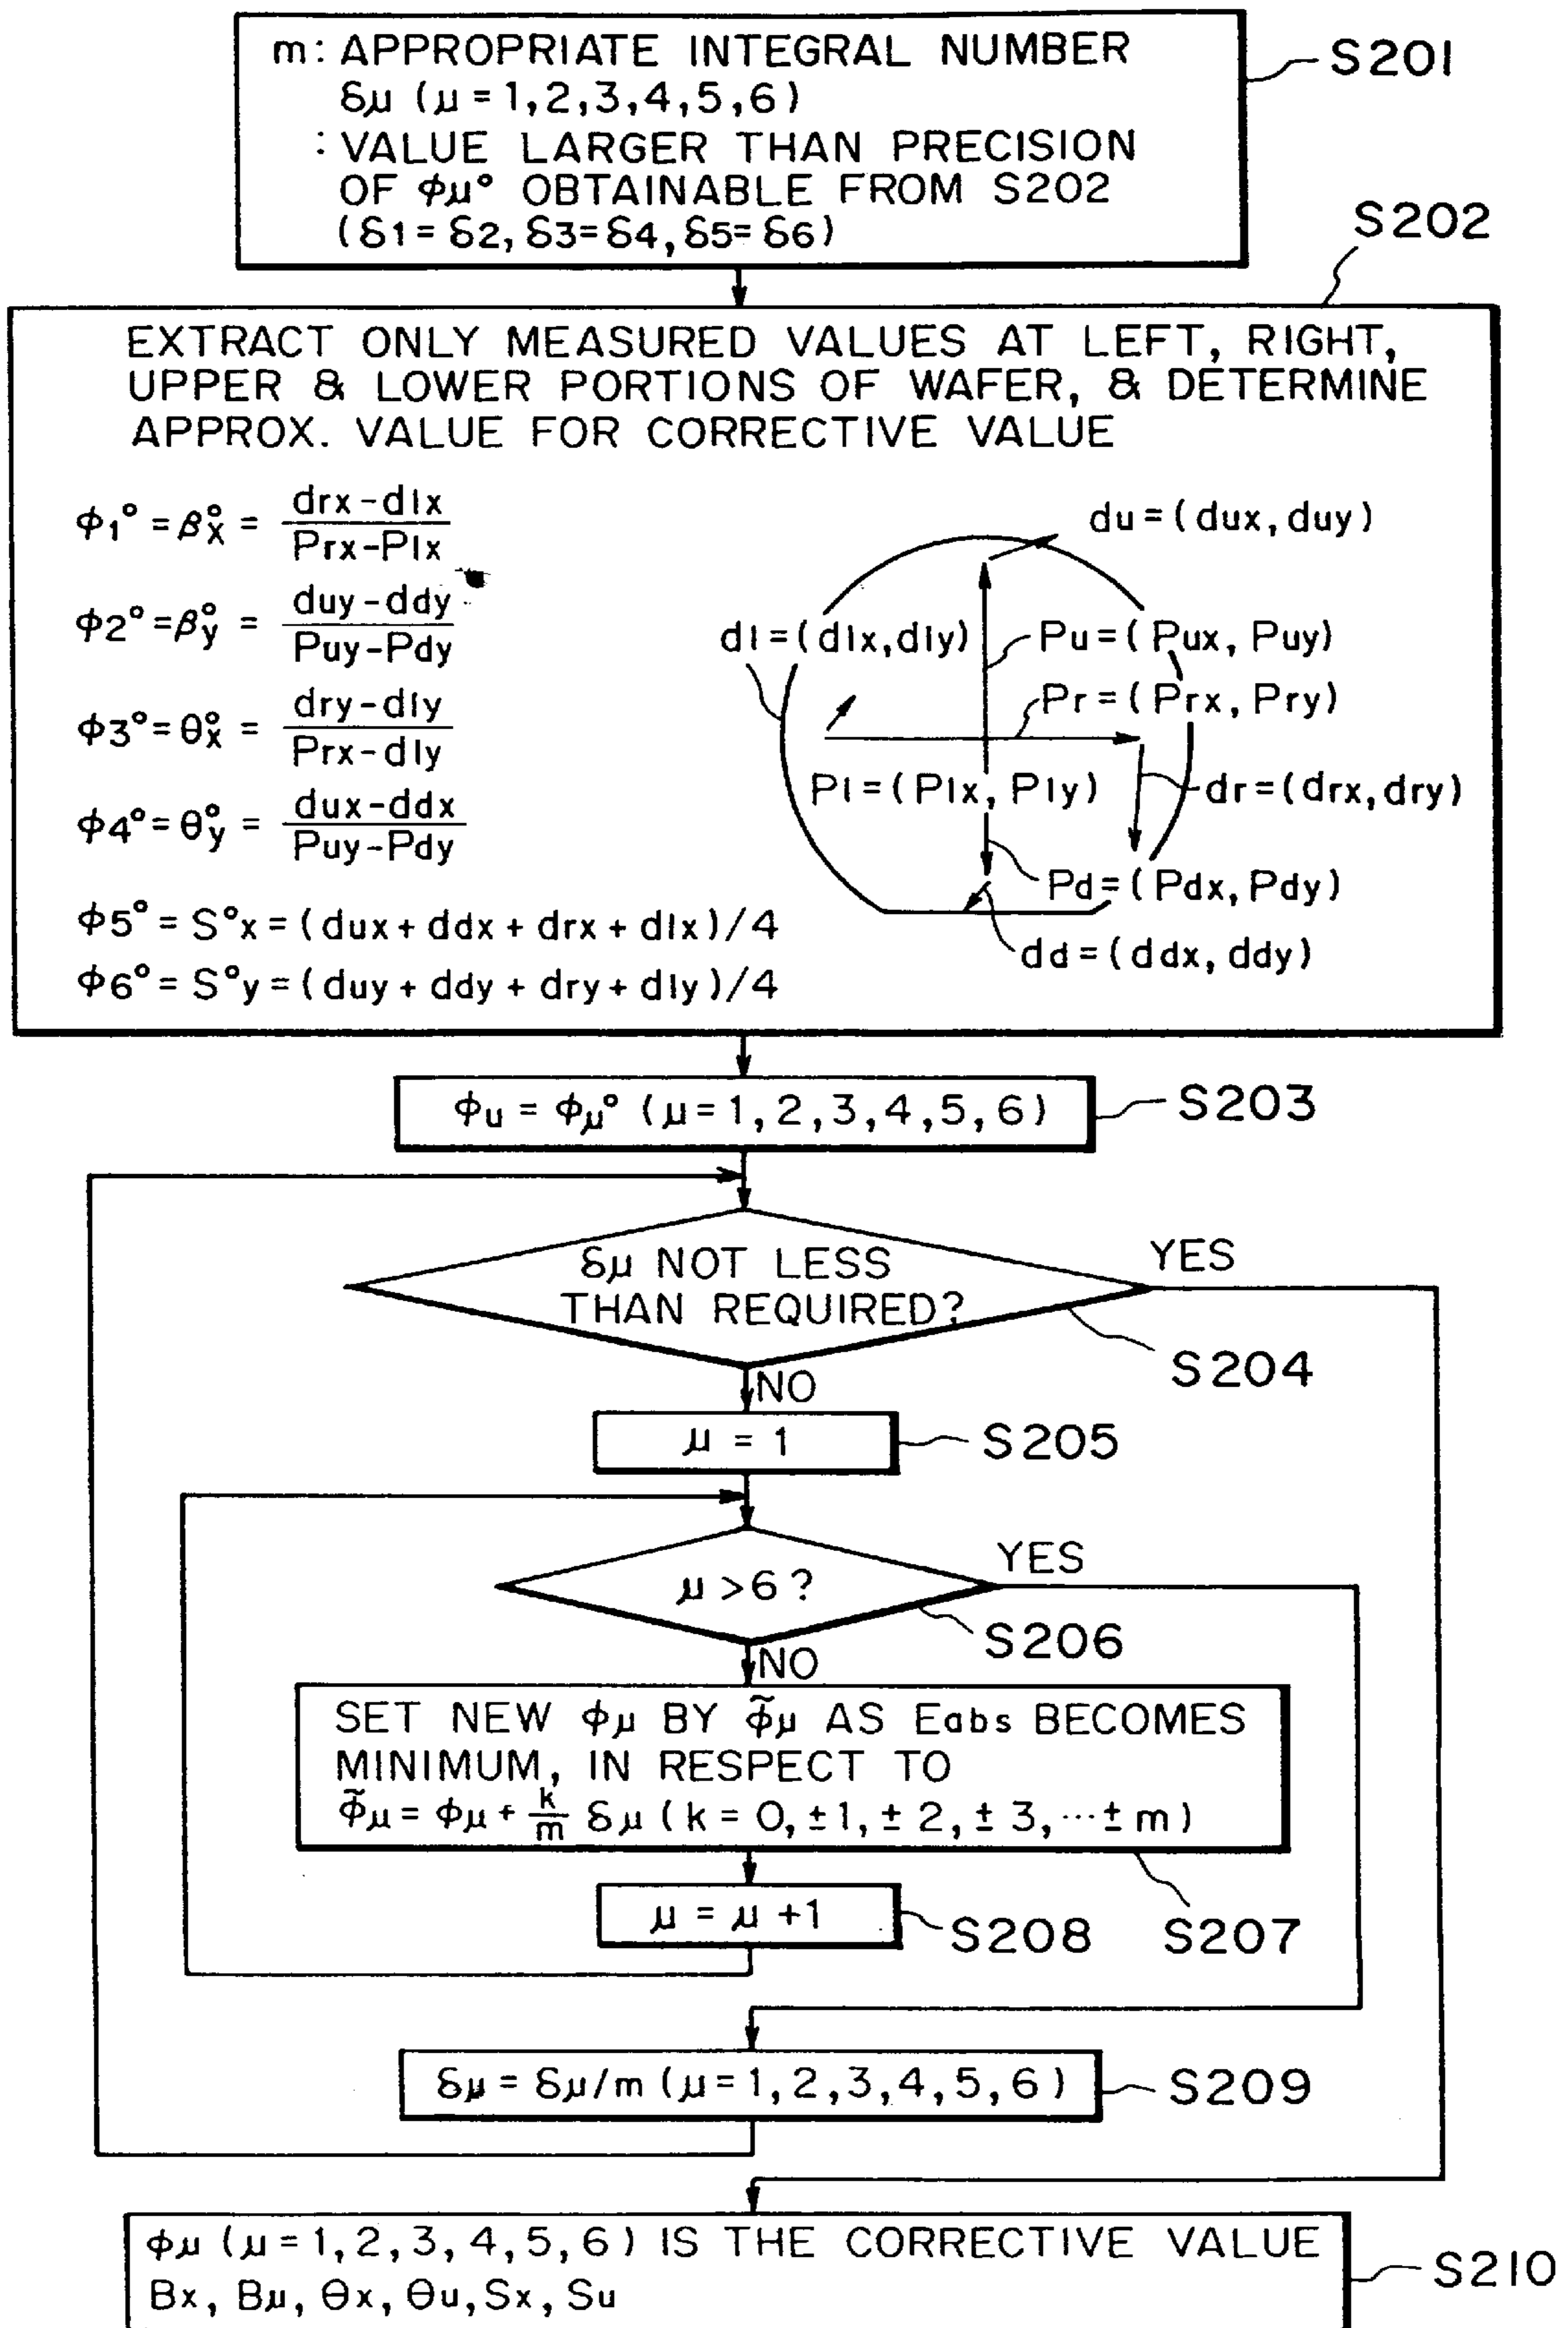 m: APPROPRIATE INTEGRAL NUMBER
δμ (μ = 1,2,3,4,5,6)
: VALUE LARGER THAN PRECISION
OF ϕμ° OBTAINABLE FROM S202
(δ1 = δ2, δ3=δ4, δ5= δ6)
S201
S202
EXTRACT ONLY MEASURED VALUES AT LEFT, RIGHT,
UPPER & LOWER PORTIONS OF WAFER, & DETERMINE
APPROX. VALUE FOR CORRECTIVE VALUE
ϕ1° = βx° = (drx-dlx)/(Prx-Plx)
ϕ2° = βy° = (duy-ddy)/(Puy-Pdy)
ϕ3° = θx° = (dry-dly)/(Prx-dly)
ϕ4° = θy° = (dux-ddx)/(Puy-Pdy)
ϕ5° = S°x = (dux + ddx + drx + dlx)/4
ϕ6° = S°y = (duy + ddy + dry + dly)/4
du = (dux, duy)
dl = (dlx, dly)
Pu = (Pux, Puy)
Pr = (Prx, Pry)
Pl = (Plx, Ply)
dr = (drx, dry)
Pd = (Pdx, Pdy)
dd = (ddx, ddy)
ϕu = ϕμ° (μ = 1, 2, 3, 4, 5, 6)
S203
δμ NOT LESS
THAN REQUIRED?
YES
S204
NO
μ = 1
S205
μ > 6 ?
YES
S206
NO
SET NEW ϕμ BY ϕ̃μ AS Eabs BECOMES
MINIMUM, IN RESPECT TO
ϕ̃μ = ϕμ + k/m δμ (k = 0, ±1, ± 2, ± 3, ··· ± m)
S207
μ = μ +1
S208
δμ = δμ/m (μ = 1, 2, 3, 4, 5, 6)
S209
ϕμ (μ = 1, 2, 3, 4, 5, 6) IS THE CORRECTIVE VALUE
Bx, Bμ, θx, θu, Sx, Su
S210